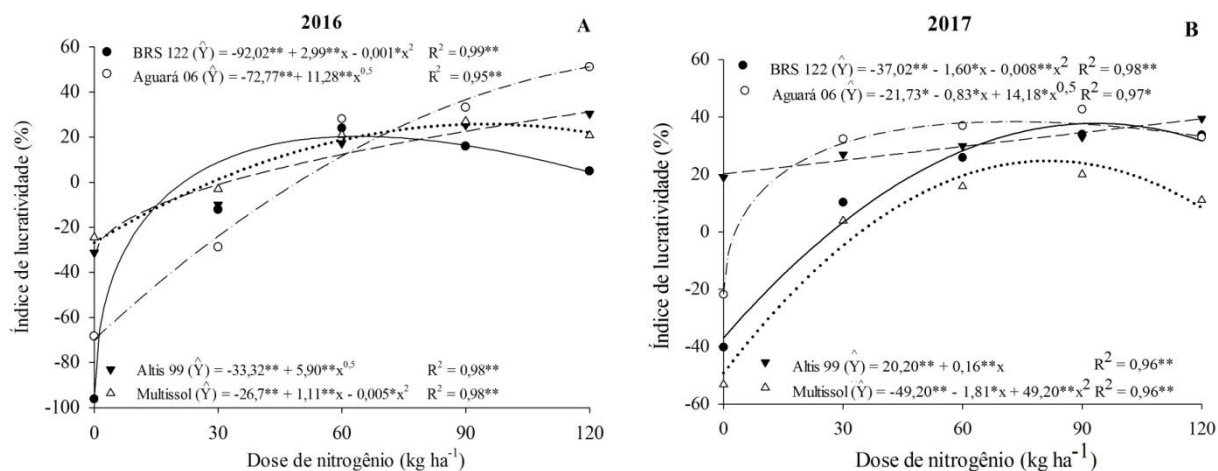 2016
A
BRS 122 (Ŷ) = -92,02** + 2,99**x - 0,001*x² R² = 0,99**
Aguará 06 (Ŷ) = -72,77**+ 11,28**x^0,5 R² = 0,95**
Índice de lucratividade (%)
60
40
20
0
-20
-40
-60
-80
-100
Altis 99 (Ŷ) = -33,32** + 5,90**x^0,5 R² = 0,98**
Multissol (Ŷ) = -26,7** + 1,11**x - 0,005*x² R² = 0,98**
0 30 60 90 120
Dose de nitrogênio (kg ha⁻¹)
2017
B
BRS 122 (Ŷ) = -37,02** - 1,60*x - 0,008**x² R² = 0,98**
Aguará 06 (Ŷ) = -21,73* - 0,83*x + 14,18*x^0,5 R² = 0,97*
Índice de lucratividade (%)
60
40
20
0
-20
-40
-60
Altis 99 (Ŷ) = 20,20** + 0,16**x R² = 0,96**
Multissol (Ŷ) = -49,20** - 1,81*x + 49,20**x² R² = 0,96**
0 30 60 90 120
Dose de nitrogênio (kg ha⁻¹)